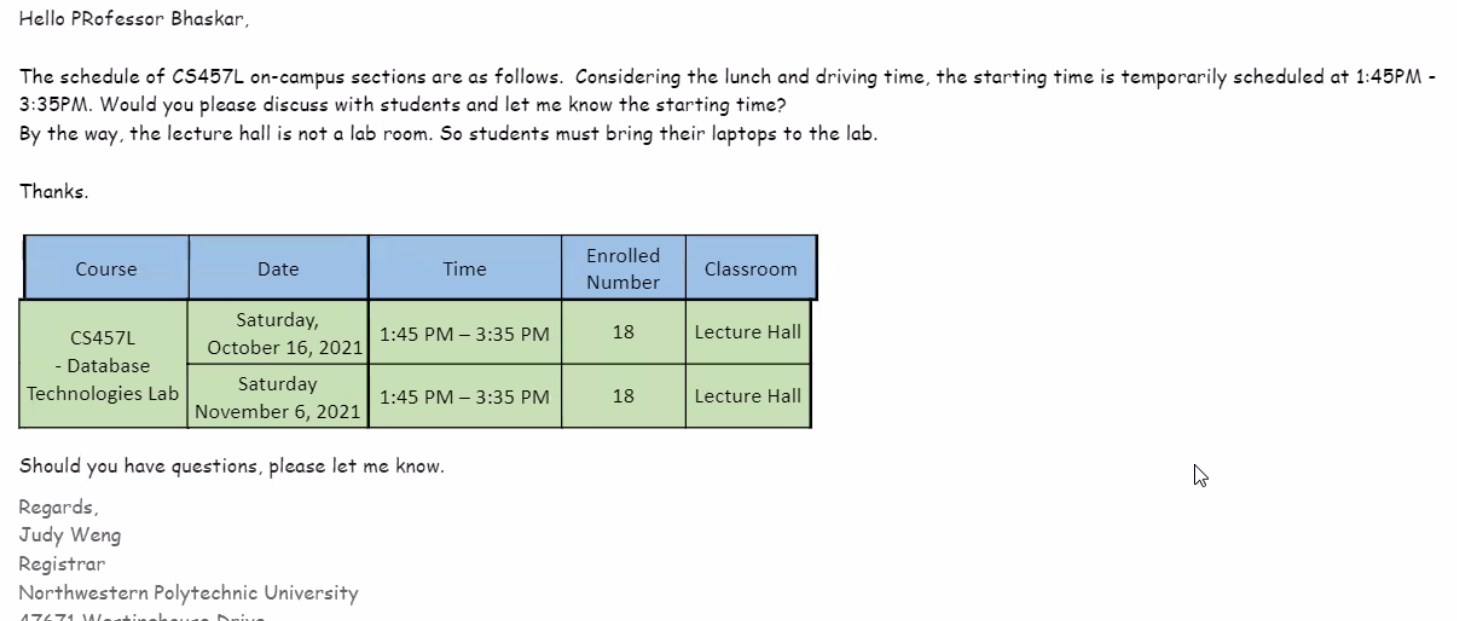 Hello PRofessor Bhaskar,
The schedule of CS457L on-campus sections are as follows.  Considering the lunch and driving time, the starting time is temporarily scheduled at 1:45PM -
3:35PM. Would you please discuss with students and let me know the starting time?
By the way, the lecture hall is not a lab room. So students must bring their laptops to the lab.
Thanks.
Course Date Time Enrolled Number Classroom
CS457L
- Database
Technologies Lab
Saturday,
October 16, 2021
1:45 PM – 3:35 PM 18 Lecture Hall
Saturday
November 6, 2021
1:45 PM – 3:35 PM 18 Lecture Hall
Should you have questions, please let me know.
Regards,
Judy Weng
Registrar
Northwestern Polytechnic University
47671 Westinghouse Drive